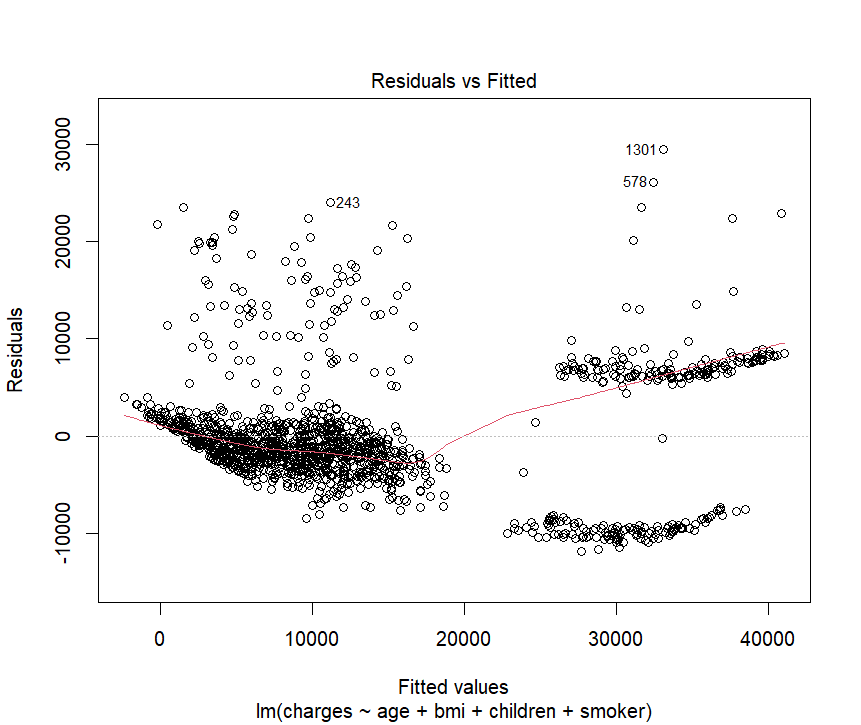 Residuals vs Fitted
Residuals
30000
20000
10000
0
-10000
1301
578
243
0 10000 20000 30000 40000
Fitted values
lm(charges ~ age + bmi + children + smoker)